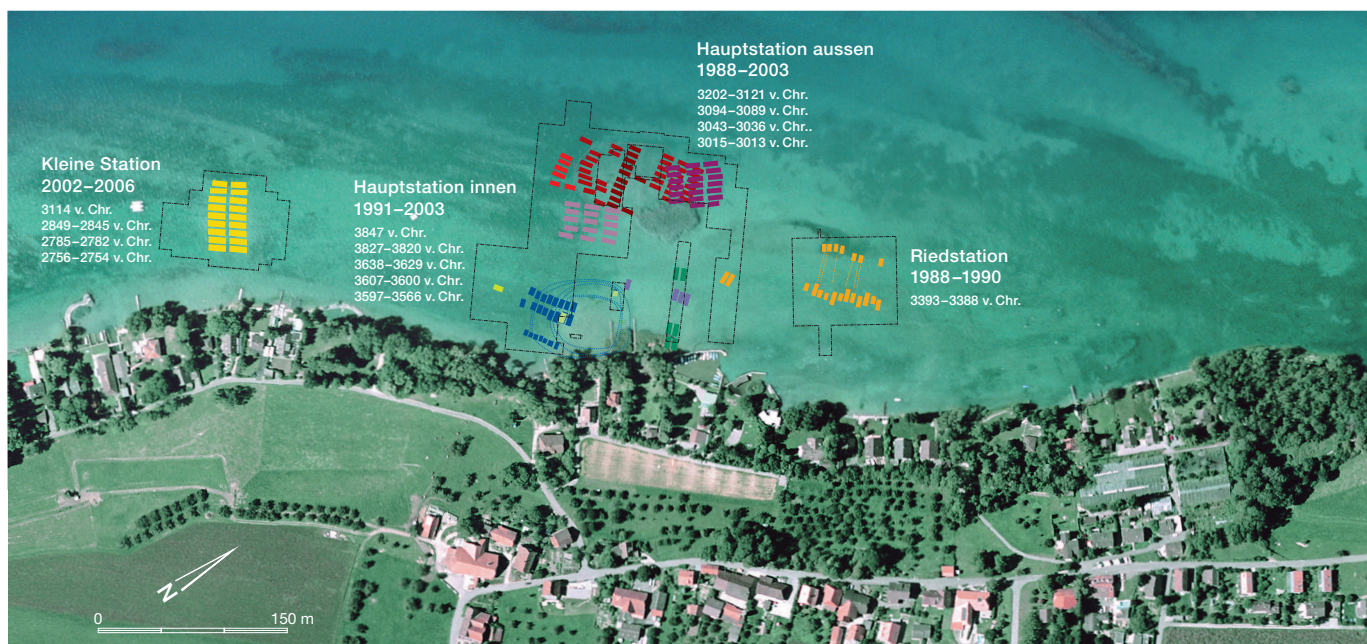 Hauptstation aussen
1988–2003
3202–3121 v. Chr.
3094–3089 v. Chr.
3043–3036 v. Chr..
3015–3013 v. Chr.
Kleine Station
2002–2006
3114 v. Chr.
2849–2845 v. Chr.
2785–2782 v. Chr.
2756–2754 v. Chr.
Hauptstation innen
1991–2003
3847 v. Chr.
3827–3820 v. Chr.
3638–3629 v. Chr.
3607–3600 v. Chr.
3597–3566 v. Chr.
Riedstation
1988–1990
3393–3388 v. Chr.
N
0 150 m